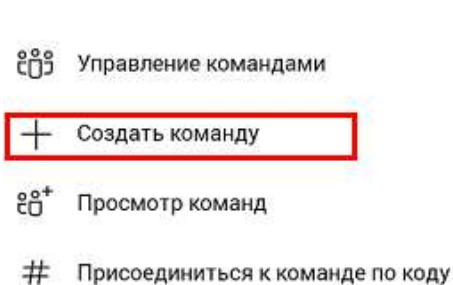 Управление командами
Создать команду
Просмотр команд
# Присоединиться к команде по коду